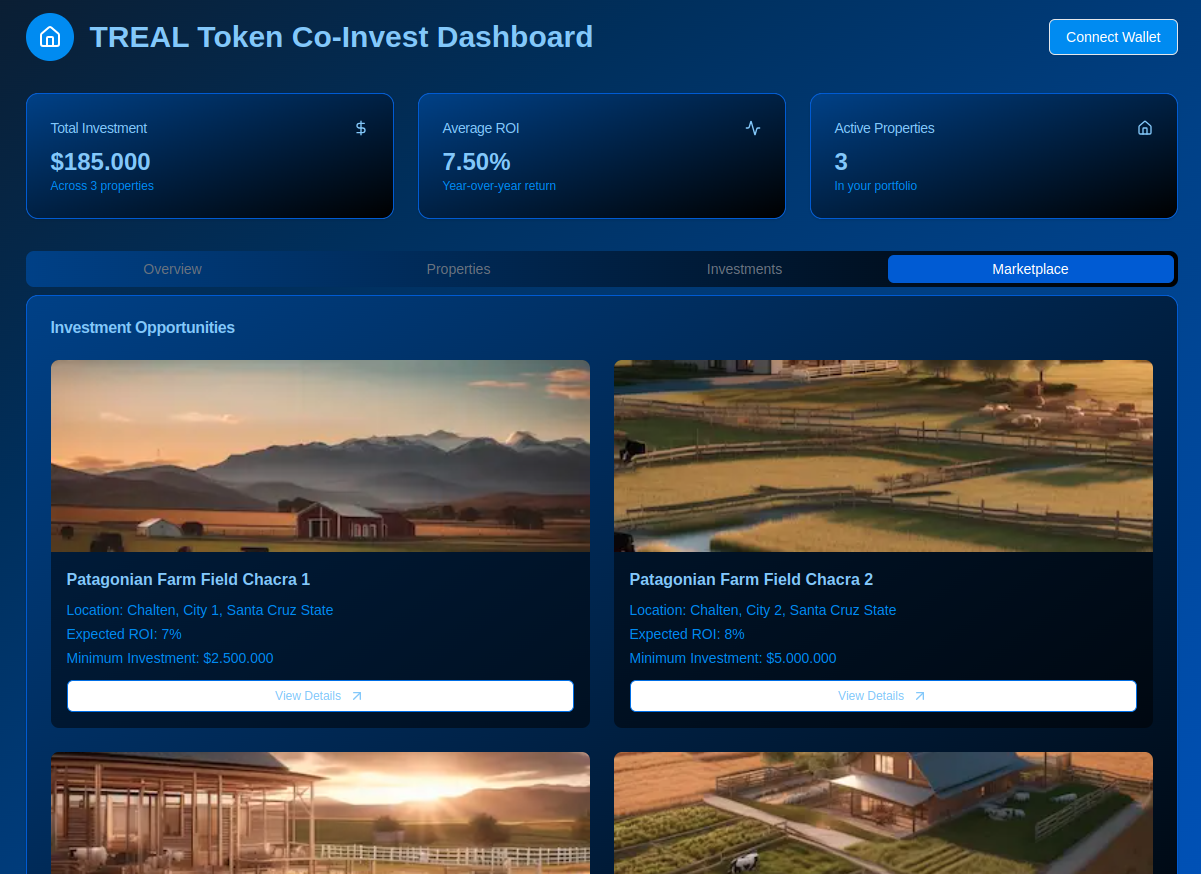 TREAL Token Co-Invest Dashboard
Connect Wallet
Total Investment
$185.000
Across 3 properties
Average ROI
7.50%
Year-over-year return
Active Properties
3
In your portfolio
Overview
Properties
Investments
Marketplace
Investment Opportunities
Patagonian Farm Field Chacra 1
Location: Chalten, City 1, Santa Cruz State
Expected ROI: 7%
Minimum Investment: $2.500.000
View Details
Patagonian Farm Field Chacra 2
Location: Chalten, City 2, Santa Cruz State
Expected ROI: 8%
Minimum Investment: $5.000.000
View Details